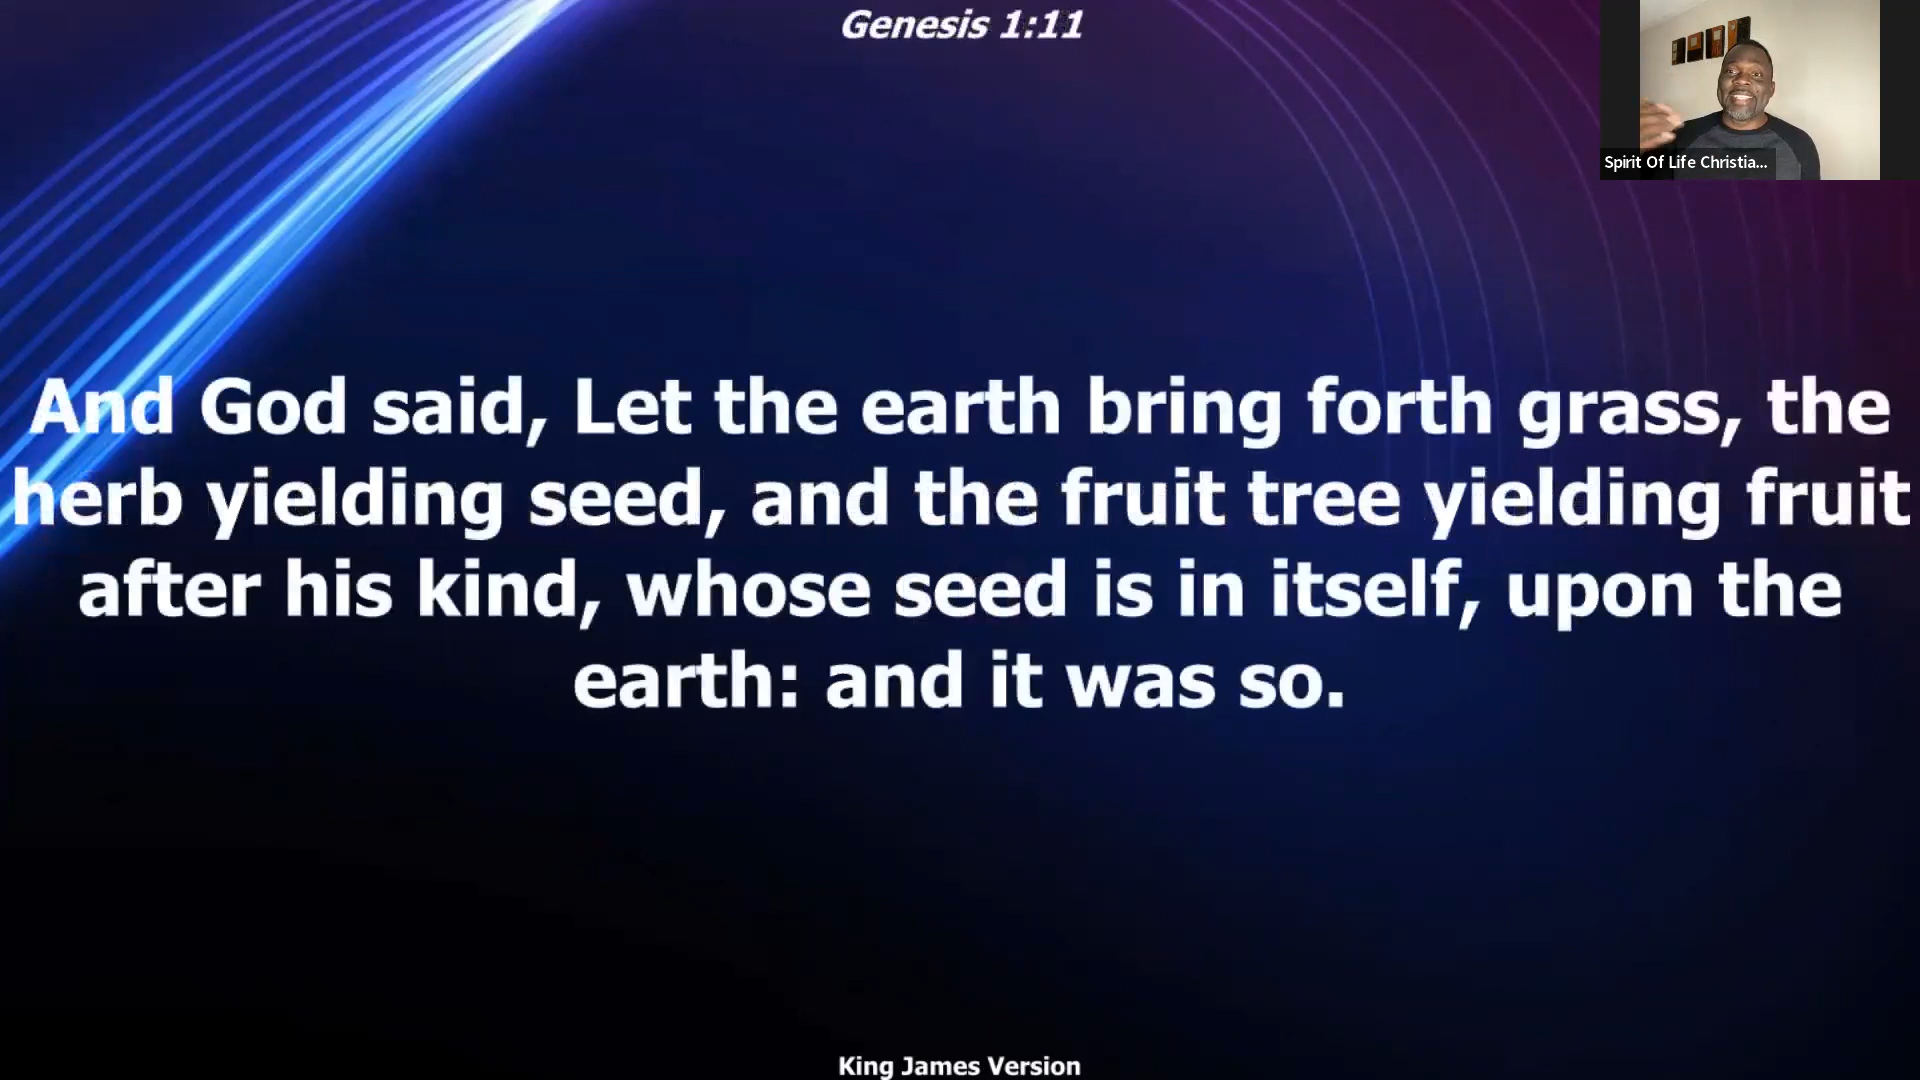 Genesis 1:11
Spirit Of Life Christia...
And God said, Let the earth bring forth grass, the
herb yielding seed, and the fruit tree yielding fruit
after his kind, whose seed is in itself, upon the
earth: and it was so.
King James Version